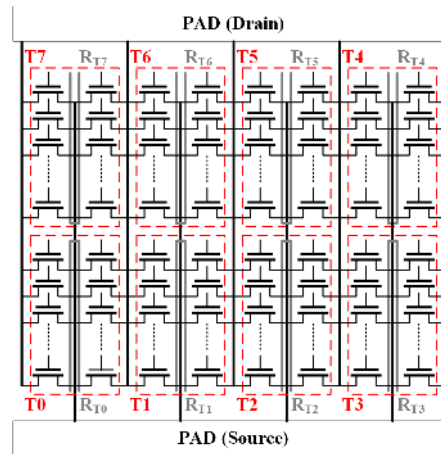 PAD (Drain)
T7 RT7 T6 RT6 T5 RT5 T4 RT4
T0 RT0 T1 RT1 T2 RT2 T3 RT3
PAD (Source)